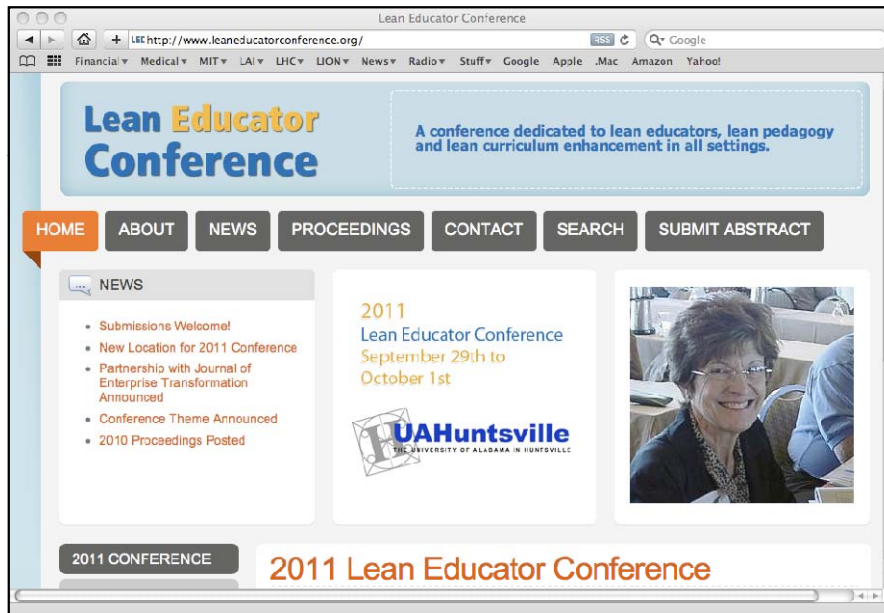 Lean Educator Conference
http://www.leaneducatorconference.org/
RSS
Google
Financial Medical MIT LAI LHC LION News Radio Stuff Google Apple .Mac Amazon Yahoo!
Lean Educator
Conference
A conference dedicated to lean educators, lean pedagogy
and lean curriculum enhancement in all settings.
HOME ABOUT NEWS PROCEEDINGS CONTACT SEARCH SUBMIT ABSTRACT
NEWS
Submissions Welcome!
New Location for 2011 Conference
Partnership with Journal of
Enterprise Transformation
Announced
Conference Theme Announced
2010 Proceedings Posted
2011
Lean Educator Conference
September 29th to
October 1st
UAHuntsville
THE UNIVERSITY OF ALABAMA IN HUNTSVILLE
2011 CONFERENCE
2011 Lean Educator Conference